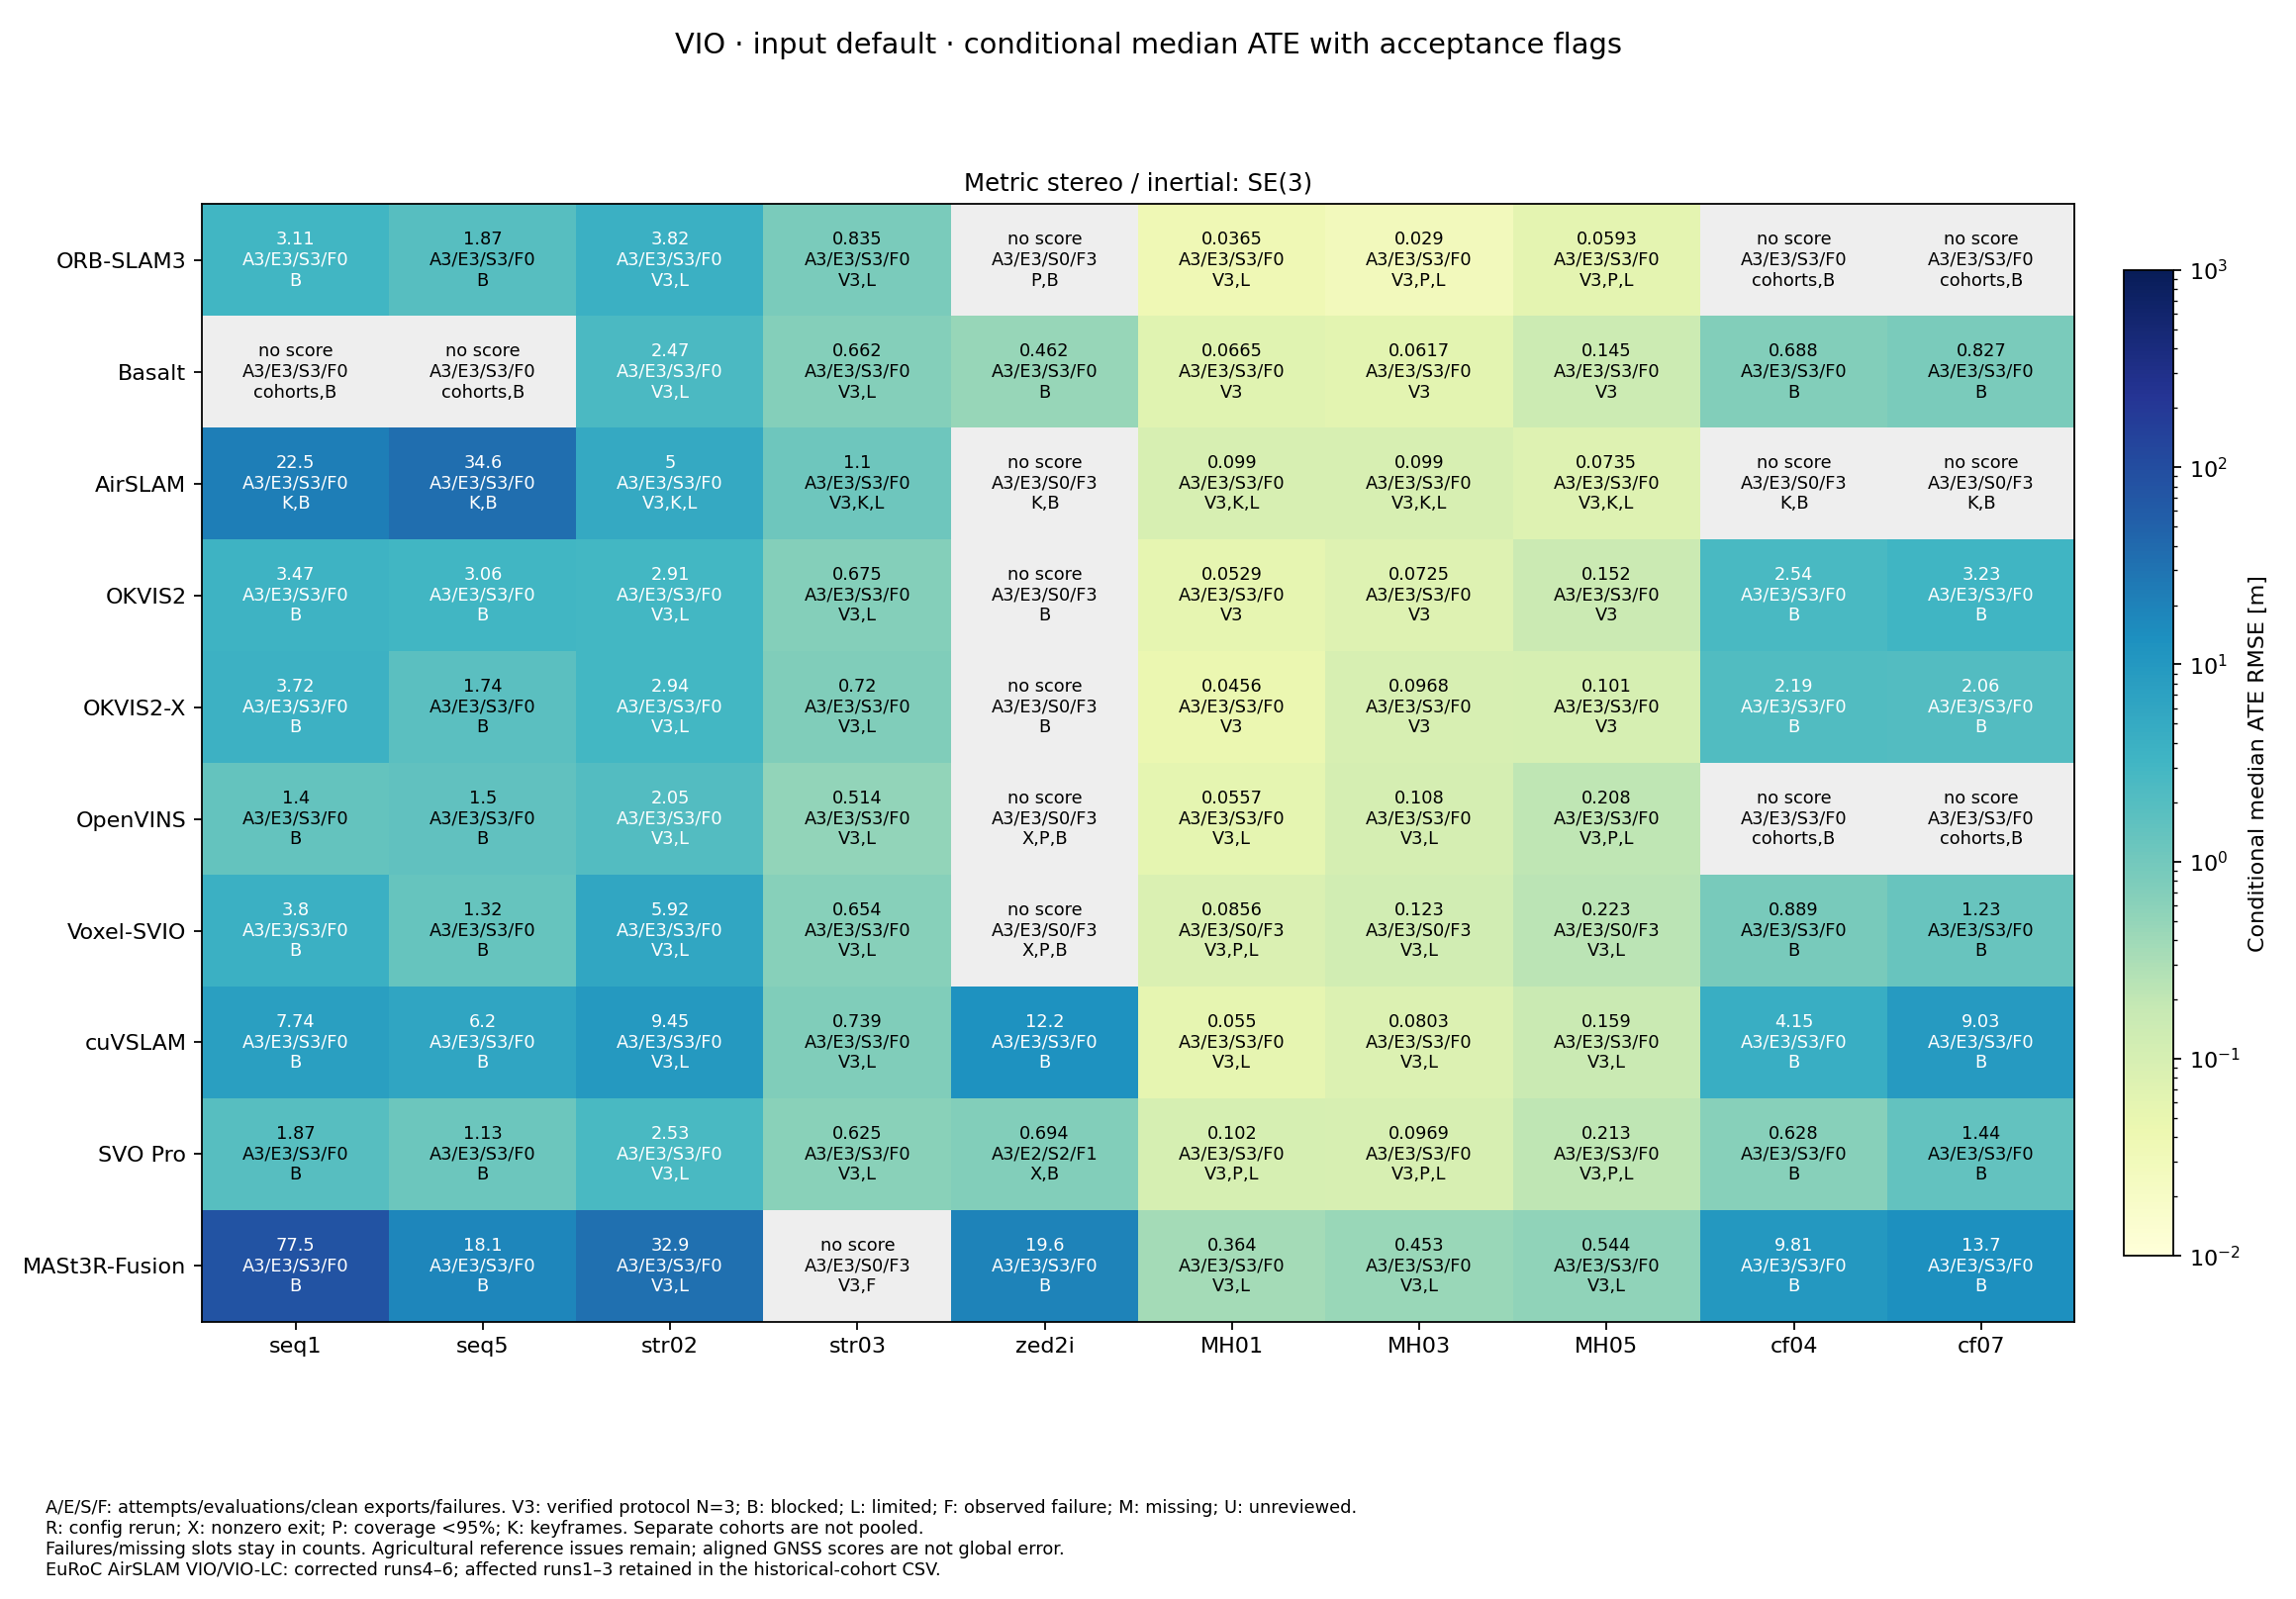 VIO · input default · conditional median ATE with acceptance flags
Metric stereo / inertial: SE(3)
ORB-SLAM3
3.11 1.87 3.82 0.835 no score 0.0365 0.029 0.0593 no score no score
A3/E3/S3/F0 A3/E3/S3/F0 A3/E3/S3/F0 A3/E3/S3/F0 A3/E3/S0/F3 A3/E3/S3/F0 A3/E3/S3/F0 A3/E3/S3/F0 A3/E3/S3/F0 A3/E3/S3/F0
B B V3,L V3,L P,B V3,L V3,P,L V3,P,L cohorts,B cohorts,B
Basalt
no score no score 2.47 0.662 0.462 0.0665 0.0617 0.145 0.688 0.827
A3/E3/S3/F0 A3/E3/S3/F0 A3/E3/S3/F0 A3/E3/S3/F0 A3/E3/S3/F0 A3/E3/S3/F0 A3/E3/S3/F0 A3/E3/S3/F0 A3/E3/S3/F0 A3/E3/S3/F0
cohorts,B cohorts,B V3,L V3,L B V3 V3 V3 B B
AirSLAM
22.5 34.6 5 1.1 no score 0.099 0.099 0.0735 no score no score
A3/E3/S3/F0 A3/E3/S3/F0 A3/E3/S3/F0 A3/E3/S3/F0 A3/E3/S0/F3 A3/E3/S3/F0 A3/E3/S3/F0 A3/E3/S3/F0 A3/E3/S0/F3 A3/E3/S0/F3
K,B K,B V3,K,L V3,K,L K,B V3,K,L V3,K,L V3,K,L K,B K,B
OKVIS2
3.47 3.06 2.91 0.675 no score 0.0529 0.0725 0.152 2.54 3.23
A3/E3/S3/F0 A3/E3/S3/F0 A3/E3/S3/F0 A3/E3/S3/F0 A3/E3/S0/F3 A3/E3/S3/F0 A3/E3/S3/F0 A3/E3/S3/F0 A3/E3/S3/F0 A3/E3/S3/F0
B B V3,L V3,L B V3 V3 V3 B B
OKVIS2-X
3.72 1.74 2.94 0.72 no score 0.0456 0.0968 0.101 2.19 2.06
A3/E3/S3/F0 A3/E3/S3/F0 A3/E3/S3/F0 A3/E3/S3/F0 A3/E3/S0/F3 A3/E3/S3/F0 A3/E3/S3/F0 A3/E3/S3/F0 A3/E3/S3/F0 A3/E3/S3/F0
B B V3,L V3,L B V3 V3 V3 B B
OpenVINS
1.4 1.5 2.05 0.514 no score 0.0557 0.108 0.208 no score no score
A3/E3/S3/F0 A3/E3/S3/F0 A3/E3/S3/F0 A3/E3/S3/F0 A3/E3/S0/F3 A3/E3/S3/F0 A3/E3/S3/F0 A3/E3/S3/F0 A3/E3/S3/F0 A3/E3/S3/F0
B B V3,L V3,L X,P,B V3,L V3,L V3,P,L cohorts,B cohorts,B
Voxel-SVIO
3.8 1.32 5.92 0.654 no score 0.0856 0.123 0.223 0.889 1.23
A3/E3/S3/F0 A3/E3/S3/F0 A3/E3/S3/F0 A3/E3/S3/F0 A3/E3/S0/F3 A3/E3/S0/F3 A3/E3/S0/F3 A3/E3/S0/F3 A3/E3/S3/F0 A3/E3/S3/F0
B B V3,L V3,L X,P,B V3,P,L V3,L V3,L B B
cuVSLAM
7.74 6.2 9.45 0.739 12.2 0.055 0.0803 0.159 4.15 9.03
A3/E3/S3/F0 A3/E3/S3/F0 A3/E3/S3/F0 A3/E3/S3/F0 A3/E3/S3/F0 A3/E3/S3/F0 A3/E3/S3/F0 A3/E3/S3/F0 A3/E3/S3/F0 A3/E3/S3/F0
B B V3,L V3,L B V3,L V3,L V3,L B B
SVO Pro
1.87 1.13 2.53 0.625 0.694 0.102 0.0969 0.213 0.628 1.44
A3/E3/S3/F0 A3/E3/S3/F0 A3/E3/S3/F0 A3/E3/S3/F0 A3/E2/S2/F1 A3/E3/S3/F0 A3/E3/S3/F0 A3/E3/S3/F0 A3/E3/S3/F0 A3/E3/S3/F0
B B V3,L V3,L X,B V3,P,L V3,P,L V3,P,L B B
MASt3R-Fusion
77.5 18.1 32.9 no score 19.6 0.364 0.453 0.544 9.81 13.7
A3/E3/S3/F0 A3/E3/S3/F0 A3/E3/S3/F0 A3/E3/S0/F3 A3/E3/S3/F0 A3/E3/S3/F0 A3/E3/S3/F0 A3/E3/S3/F0 A3/E3/S3/F0 A3/E3/S3/F0
B B V3,L V3,F B V3,L V3,L V3,L B B
seq1 seq5 str02 str03 zed2i MH01 MH03 MH05 cf04 cf07
10³
10²
10¹
10⁰
10⁻¹
10⁻²
Conditional median ATE RMSE [m]
A/E/S/F: attempts/evaluations/clean exports/failures. V3: verified protocol N=3; B: blocked; L: limited; F: observed failure; M: missing; U: unreviewed.
R: config rerun; X: nonzero exit; P: coverage <95%; K: keyframes. Separate cohorts are not pooled.
Failures/missing slots stay in counts. Agricultural reference issues remain; aligned GNSS scores are not global error.
EuRoC AirSLAM VIO/VIO-LC: corrected runs4–6; affected runs1–3 retained in the historical-cohort CSV.